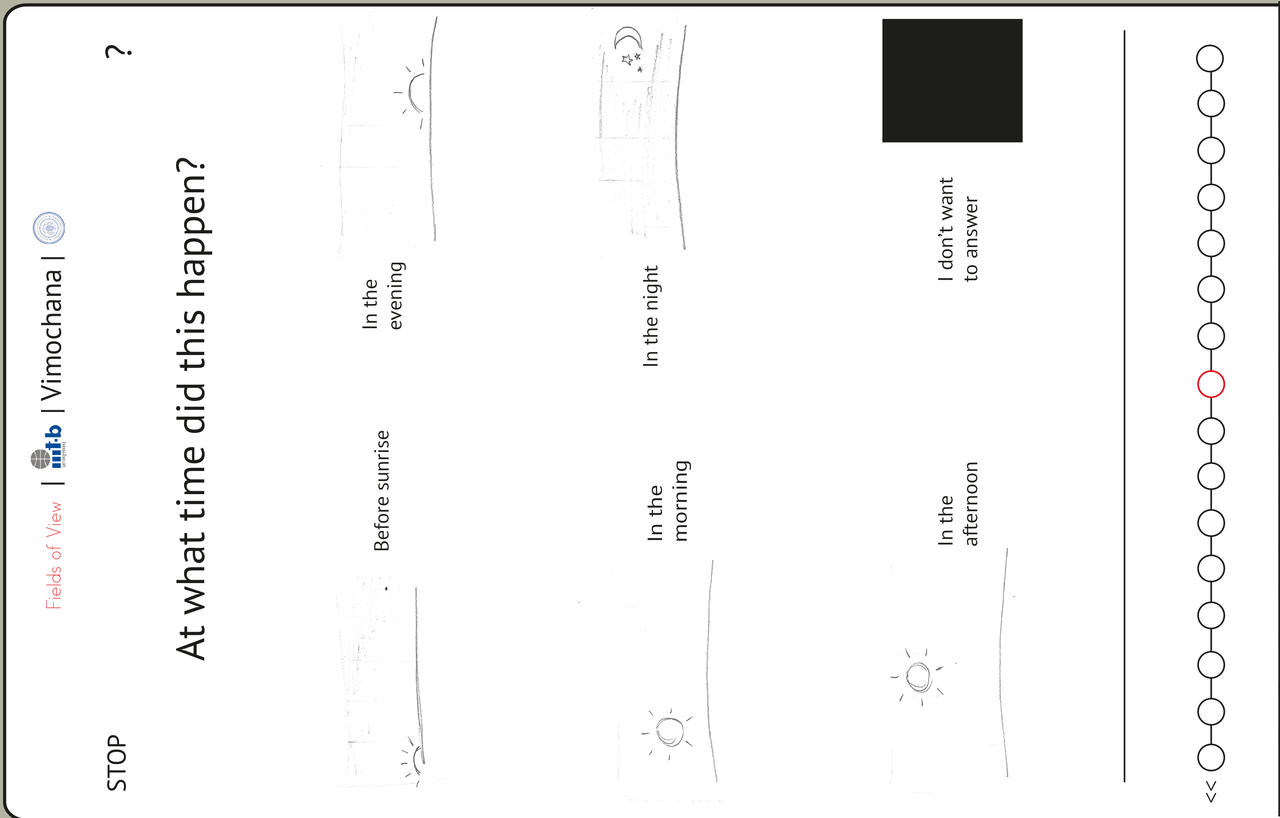 Fields of View | iiit-b | Vimochana |
STOP
?
At what time did this happen?
Before sunrise
In the
evening
In the
morning
In the night
In the
afternoon
I don't want
to answer
<<